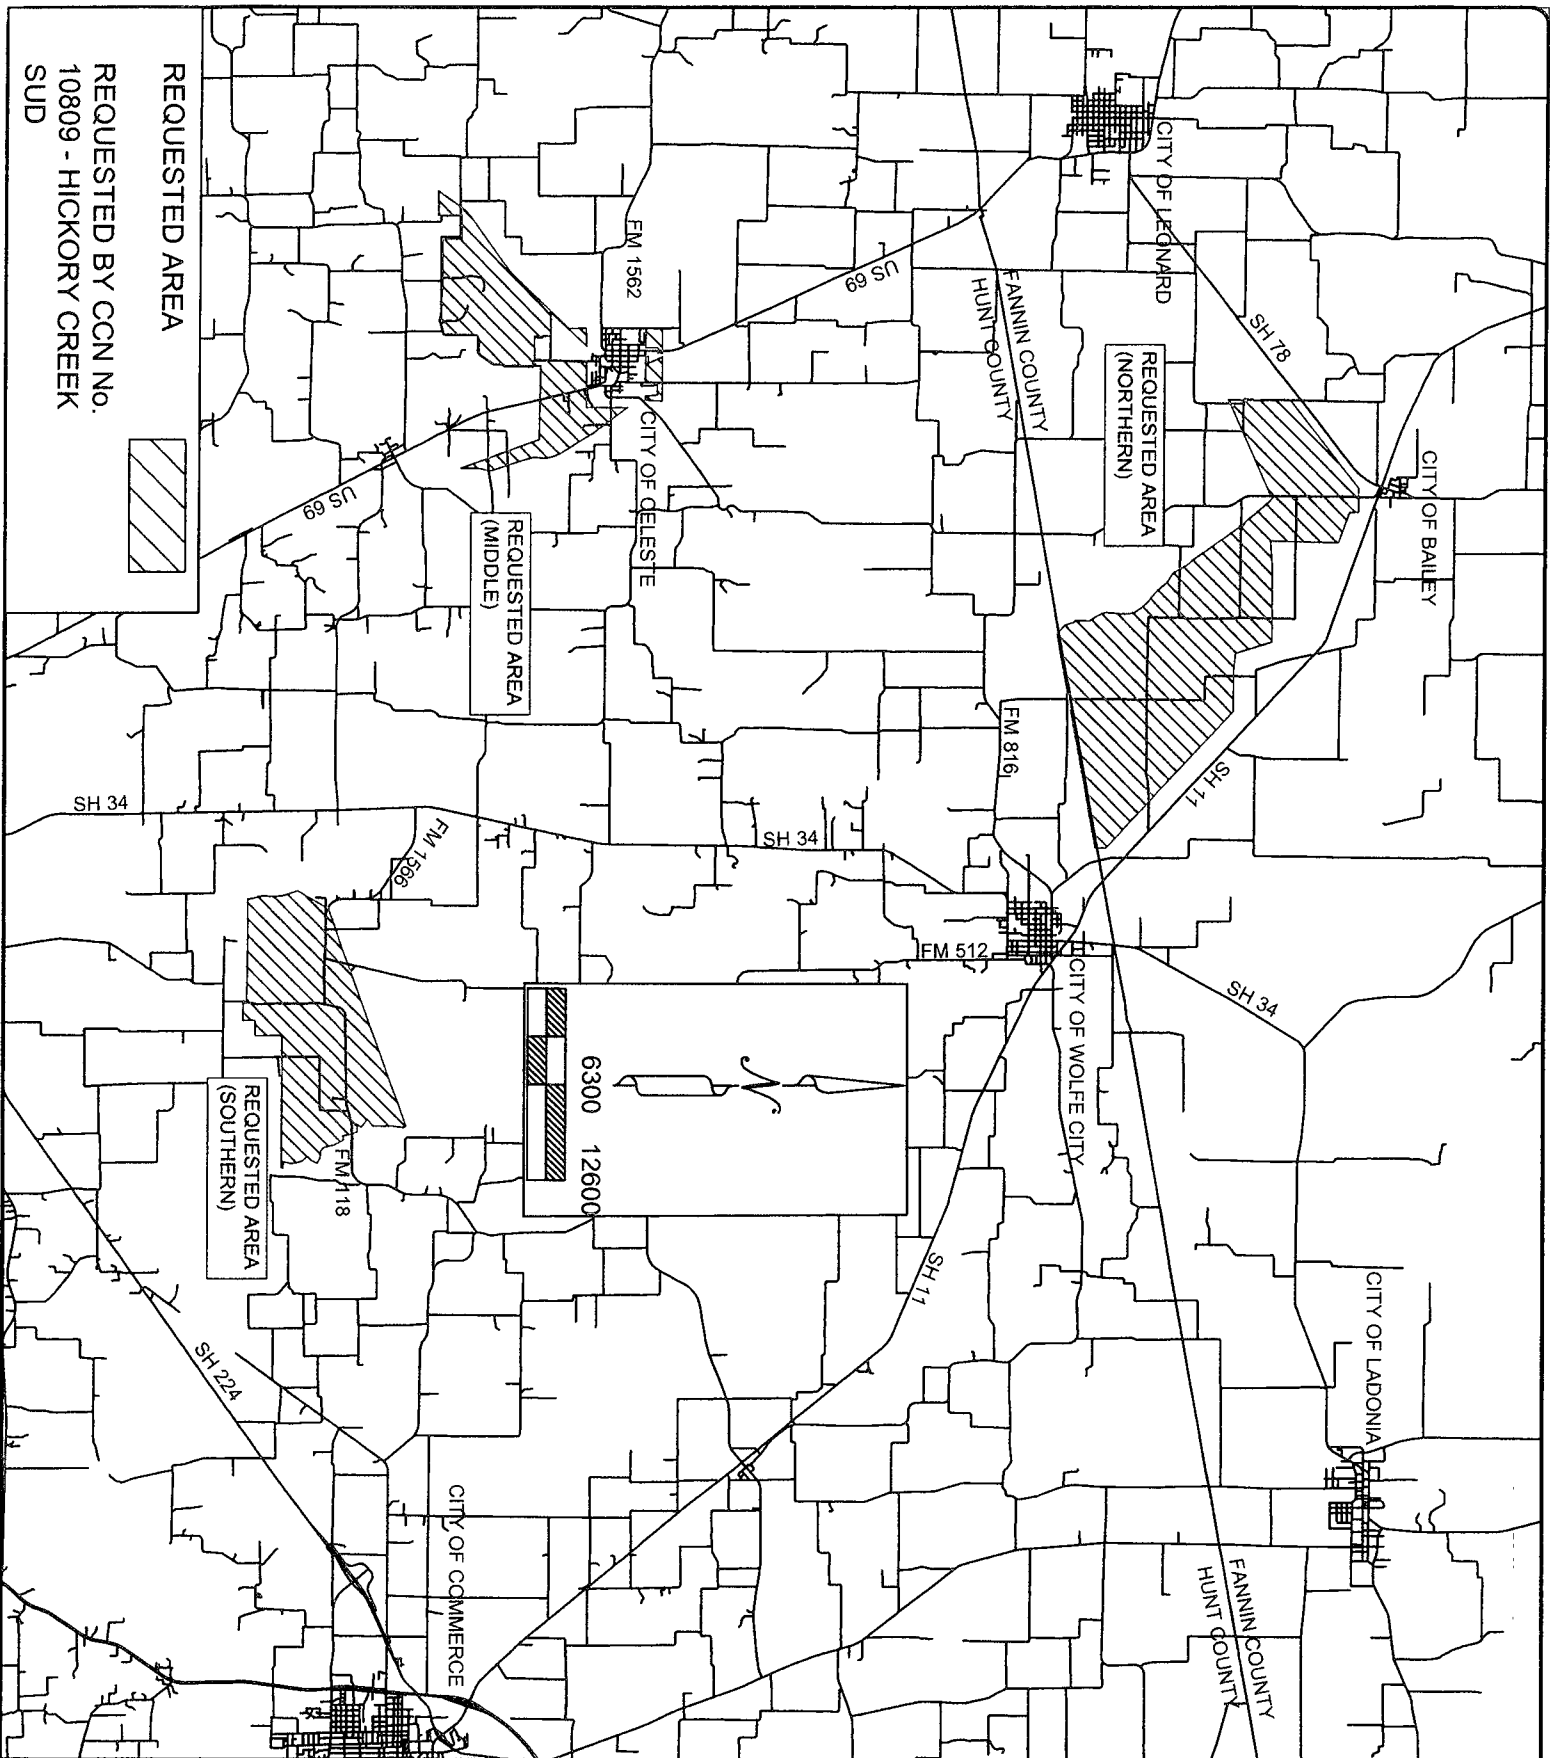 REQUESTED AREA
REQUESTED BY CCN No.
10809 - HICKORY CREEK
SUD
CITY OF LEONARD
SH 78
CITY OF BAILEY
REQUESTED AREA
(NORTHERN)
FANNIN COUNTY
HUNT COUNTY
US 69
FM 1562
CITY OF CELESTE
REQUESTED AREA
(MIDDLE)
US 69
FM 816
SH 11
SH 34
SH 34
FM 1566
FM 512
CITY OF WOLFE CITY
SH 34
6300 12600
REQUESTED AREA
(SOUTHERN)
FM 118
SH 11
CITY OF LADONIA
SH 224
CITY OF COMMERCE
FANNIN COUNTY
HUNT COUNTY